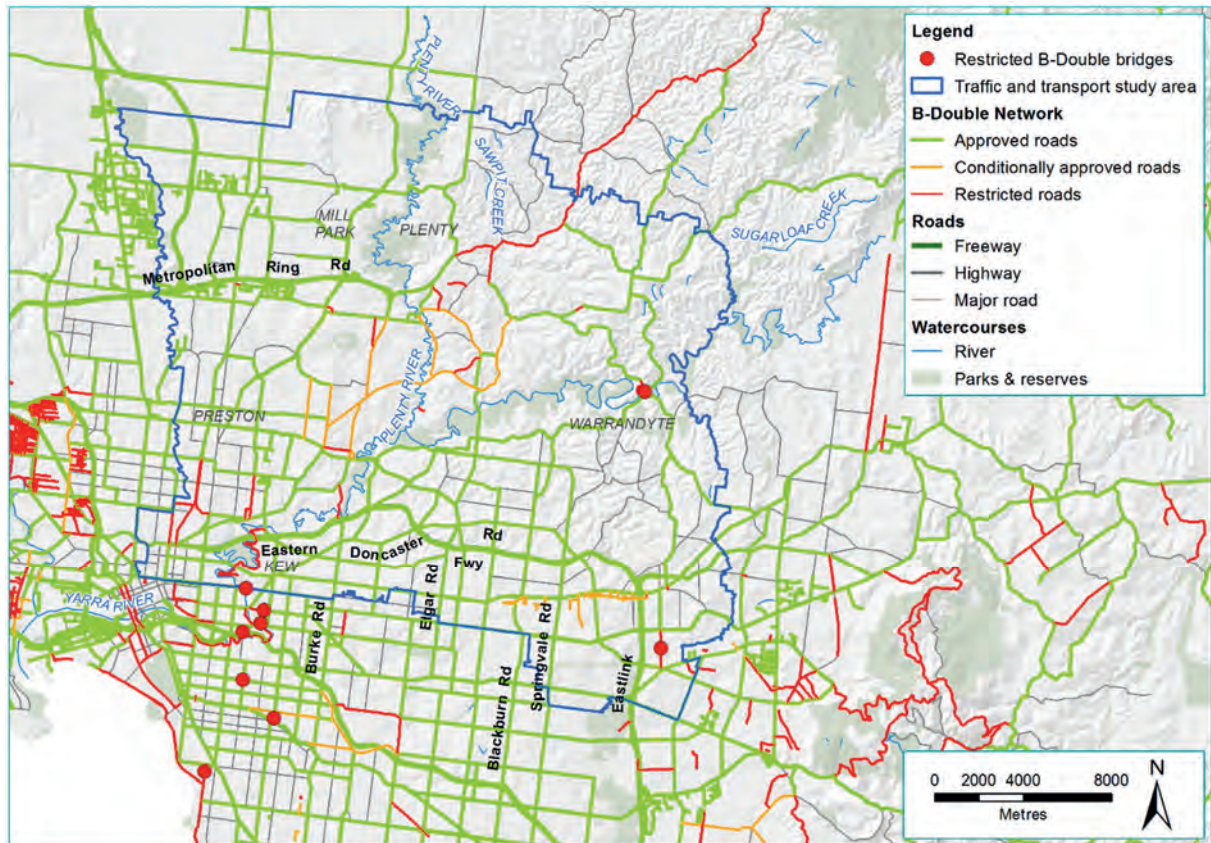 PLENTY RIVER
SAWPIT CREEK
MILL
PARK
PLENTY
SUGARLOAF CREEK
Metropolitan Ring Rd
PLENTY RIVER
PRESTON
WARRANDYTE
Eastern
KEW
Doncaster Rd
Fwy
YARRA RIVER
Burke Rd
Elgar Rd
Blackburn Rd
Springvale Rd
Eastlink
Legend
Restricted B-Double bridges
Traffic and transport study area
B-Double Network
Approved roads
Conditionally approved roads
Restricted roads
Roads
Freeway
Highway
Major road
Watercourses
River
Parks & reserves
0 2000 4000 8000
Metres
N